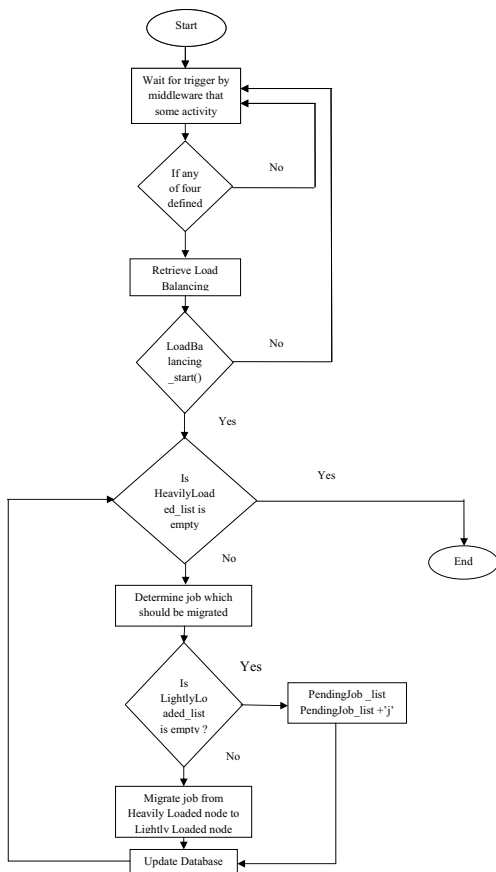 Start
Wait for trigger by
middleware that
some activity
No
If any
of four
defined
Retrieve Load
Balancing
No
LoadBa
lancing
_start()
Yes
Is
HeavilyLoad
ed_list is
empty
Yes
End
No
Determine job which
should be migrated
Yes
Is
LightlyLo
aded_list
is empty ?
PendingJob _list
PendingJob_list +'j'
No
Migrate job from
Heavily Loaded node to
Lightly Loaded node
Update Database